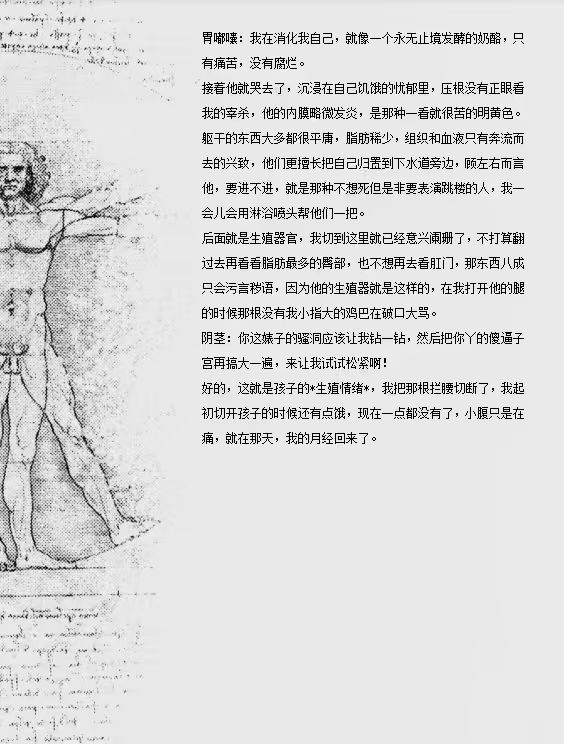 胃嘟囔：我在消化我自己，就像一个永无止境发酵的奶酪，只
有痛苦，没有腐烂。
接着他就哭去了，沉浸在自己饥饿的忧郁里，压根没有正眼看
我的宰杀，他的内膜略微发炎，是那种一看就很苦的明黄色。
躯干的东西大多都很平庸，脂肪稀少，组织和血液只有奔流而
去的兴致，他们更擅长把自己归置到下水道旁边，顾左右而言
他，要进不进，就是那种不想死但是非要表演跳楼的人，我一
会儿会用淋浴喷头帮他们一把。
后面就是生殖器官，我切到这里就已经意兴阑珊了，不打算翻
过去再看看脂肪最多的臀部，也不想再去看肛门，那东西八成
只会污言秽语，因为他的生殖器就是这样的，在我打开他的腿
的时候那根没有我小指大的鸡巴在破口大骂。
阴茎：你这婊子的骚洞应该让我钻一钻，然后把你丫的傻逼子
宫再搞大一遍，来让我试试松紧啊！
好的，这就是孩子的*生殖情绪*，我把那根拦腰切断了，我起
初切开孩子的时候还有点饿，现在一点都没有了，小腹只是在
痛，就在那天，我的月经回来了。